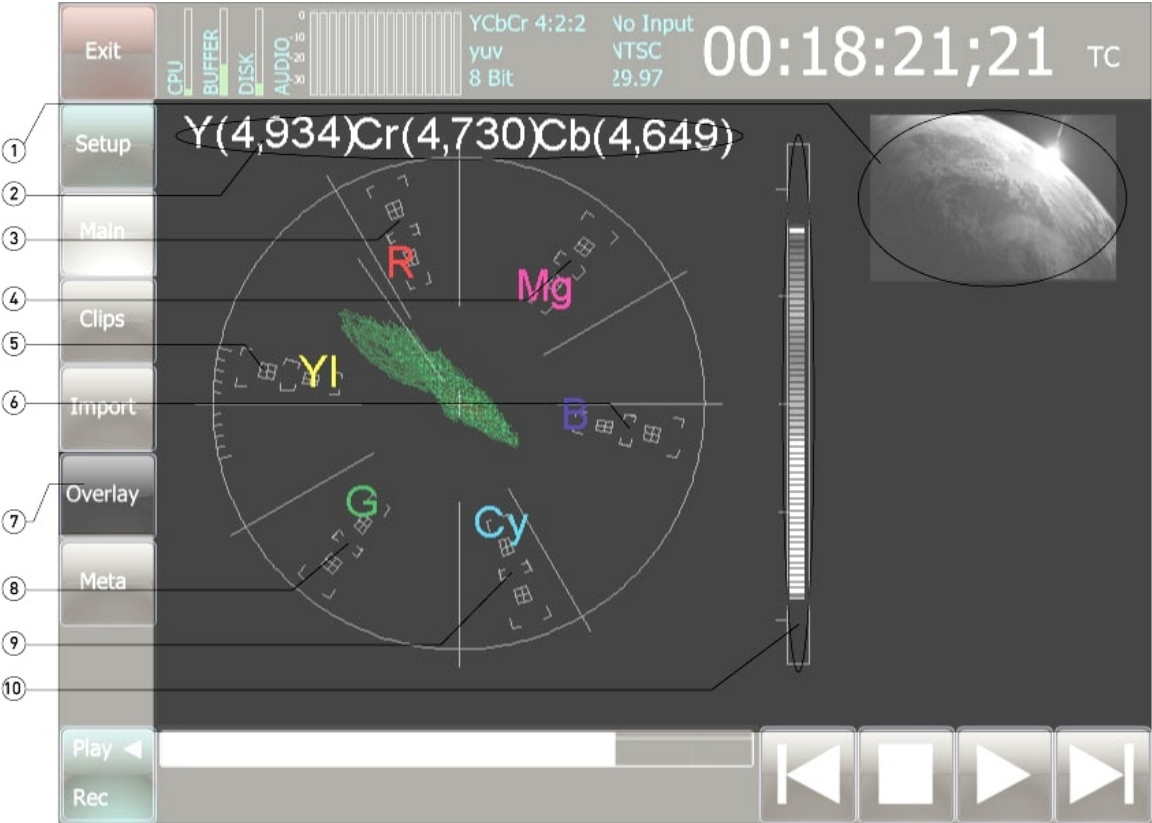 Exit
CPU
BUFFER
DISK
AUDIO
0
-10
-20
-30
YCbCr 4:2:2
yuv
8 Bit
No Input
NTSC
29.97
00:18:21;21 TC
Setup
Main
Clips
Import
Overlay
Meta
Y(4,934)Cr(4,730)Cb(4,649)
R
Mg
Yl
B
G
Cy
1
2
3
4
5
6
7
8
9
10
Play
Rec